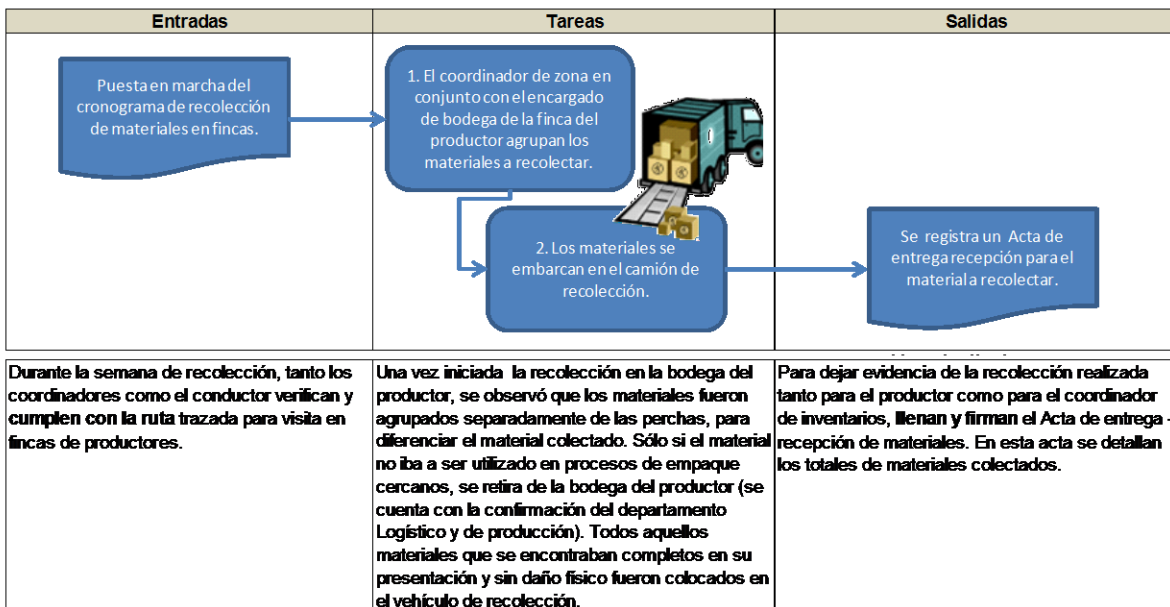 Entradas
Tareas
Salidas
Puesta en marcha del
cronograma de recolección
de materiales en fincas.
1. El coordinador de zona en
conjunto con el encargado
de bodega de la finca del
productor agrupan los
materiales a recolectar.
2. Los materiales se
embarcan en el camión de
recolección.
Se registra un Acta de
entrega recepción para el
material a recolectar.
Durante la semana de recolección, tanto los
coordinadores como el conductor verifican y
cumplen con la ruta trazada para visita en
fincas de productores.
Una vez iniciada la recolección en la bodega del
productor, se observó que los materiales fueron
agrupados separadamente de las perchas, para
diferenciar el material colectado. Sólo si el material
no iba a ser utilizado en procesos de empaque
cercanos, se retira de la bodega del productor (se
cuenta con la confirmación del departamento
Logístico y de producción). Todos aquellos
materiales que se encontraban completos en su
presentación y sin daño físico fueron colocados en
el vehículo de recolección.
Para dejar evidencia de la recolección realizada
tanto para el productor como para el coordinador
de inventarios, llenan y firman el Acta de entrega -
recepción de materiales. En esta acta se detallan
los totales de materiales colectados.